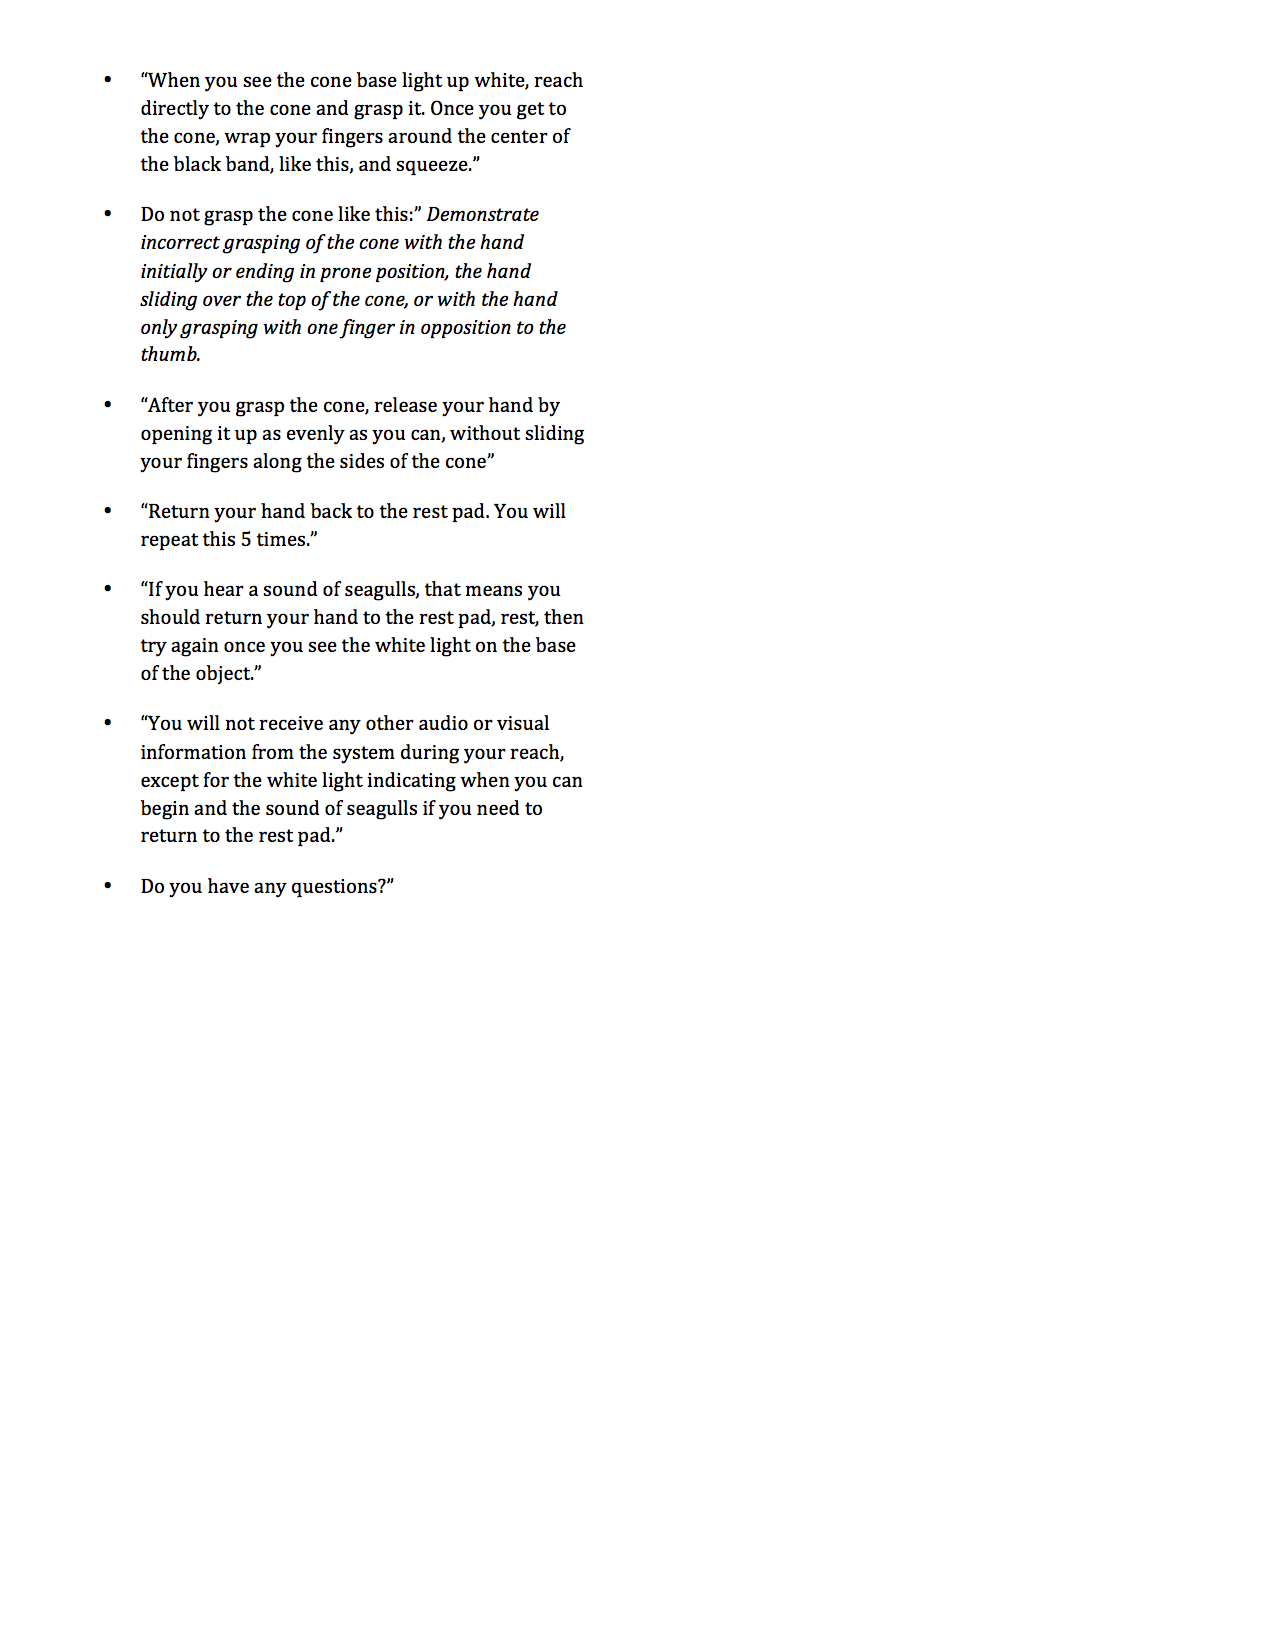 • “When you see the cone base light up white, reach
directly to the cone and grasp it. Once you get to
the cone, wrap your fingers around the center of
the black band, like this, and squeeze.”
• Do not grasp the cone like this:” Demonstrate
incorrect grasping of the cone with the hand
initially or ending in prone position, the hand
sliding over the top of the cone, or with the hand
only grasping with one finger in opposition to the
thumb.
• “After you grasp the cone, release your hand by
opening it up as evenly as you can, without sliding
your fingers along the sides of the cone”
• “Return your hand back to the rest pad. You will
repeat this 5 times.”
• “If you hear a sound of seagulls, that means you
should return your hand to the rest pad, rest, then
try again once you see the white light on the base
of the object.”
• “You will not receive any other audio or visual
information from the system during your reach,
except for the white light indicating when you can
begin and the sound of seagulls if you need to
return to the rest pad.”
• Do you have any questions?”